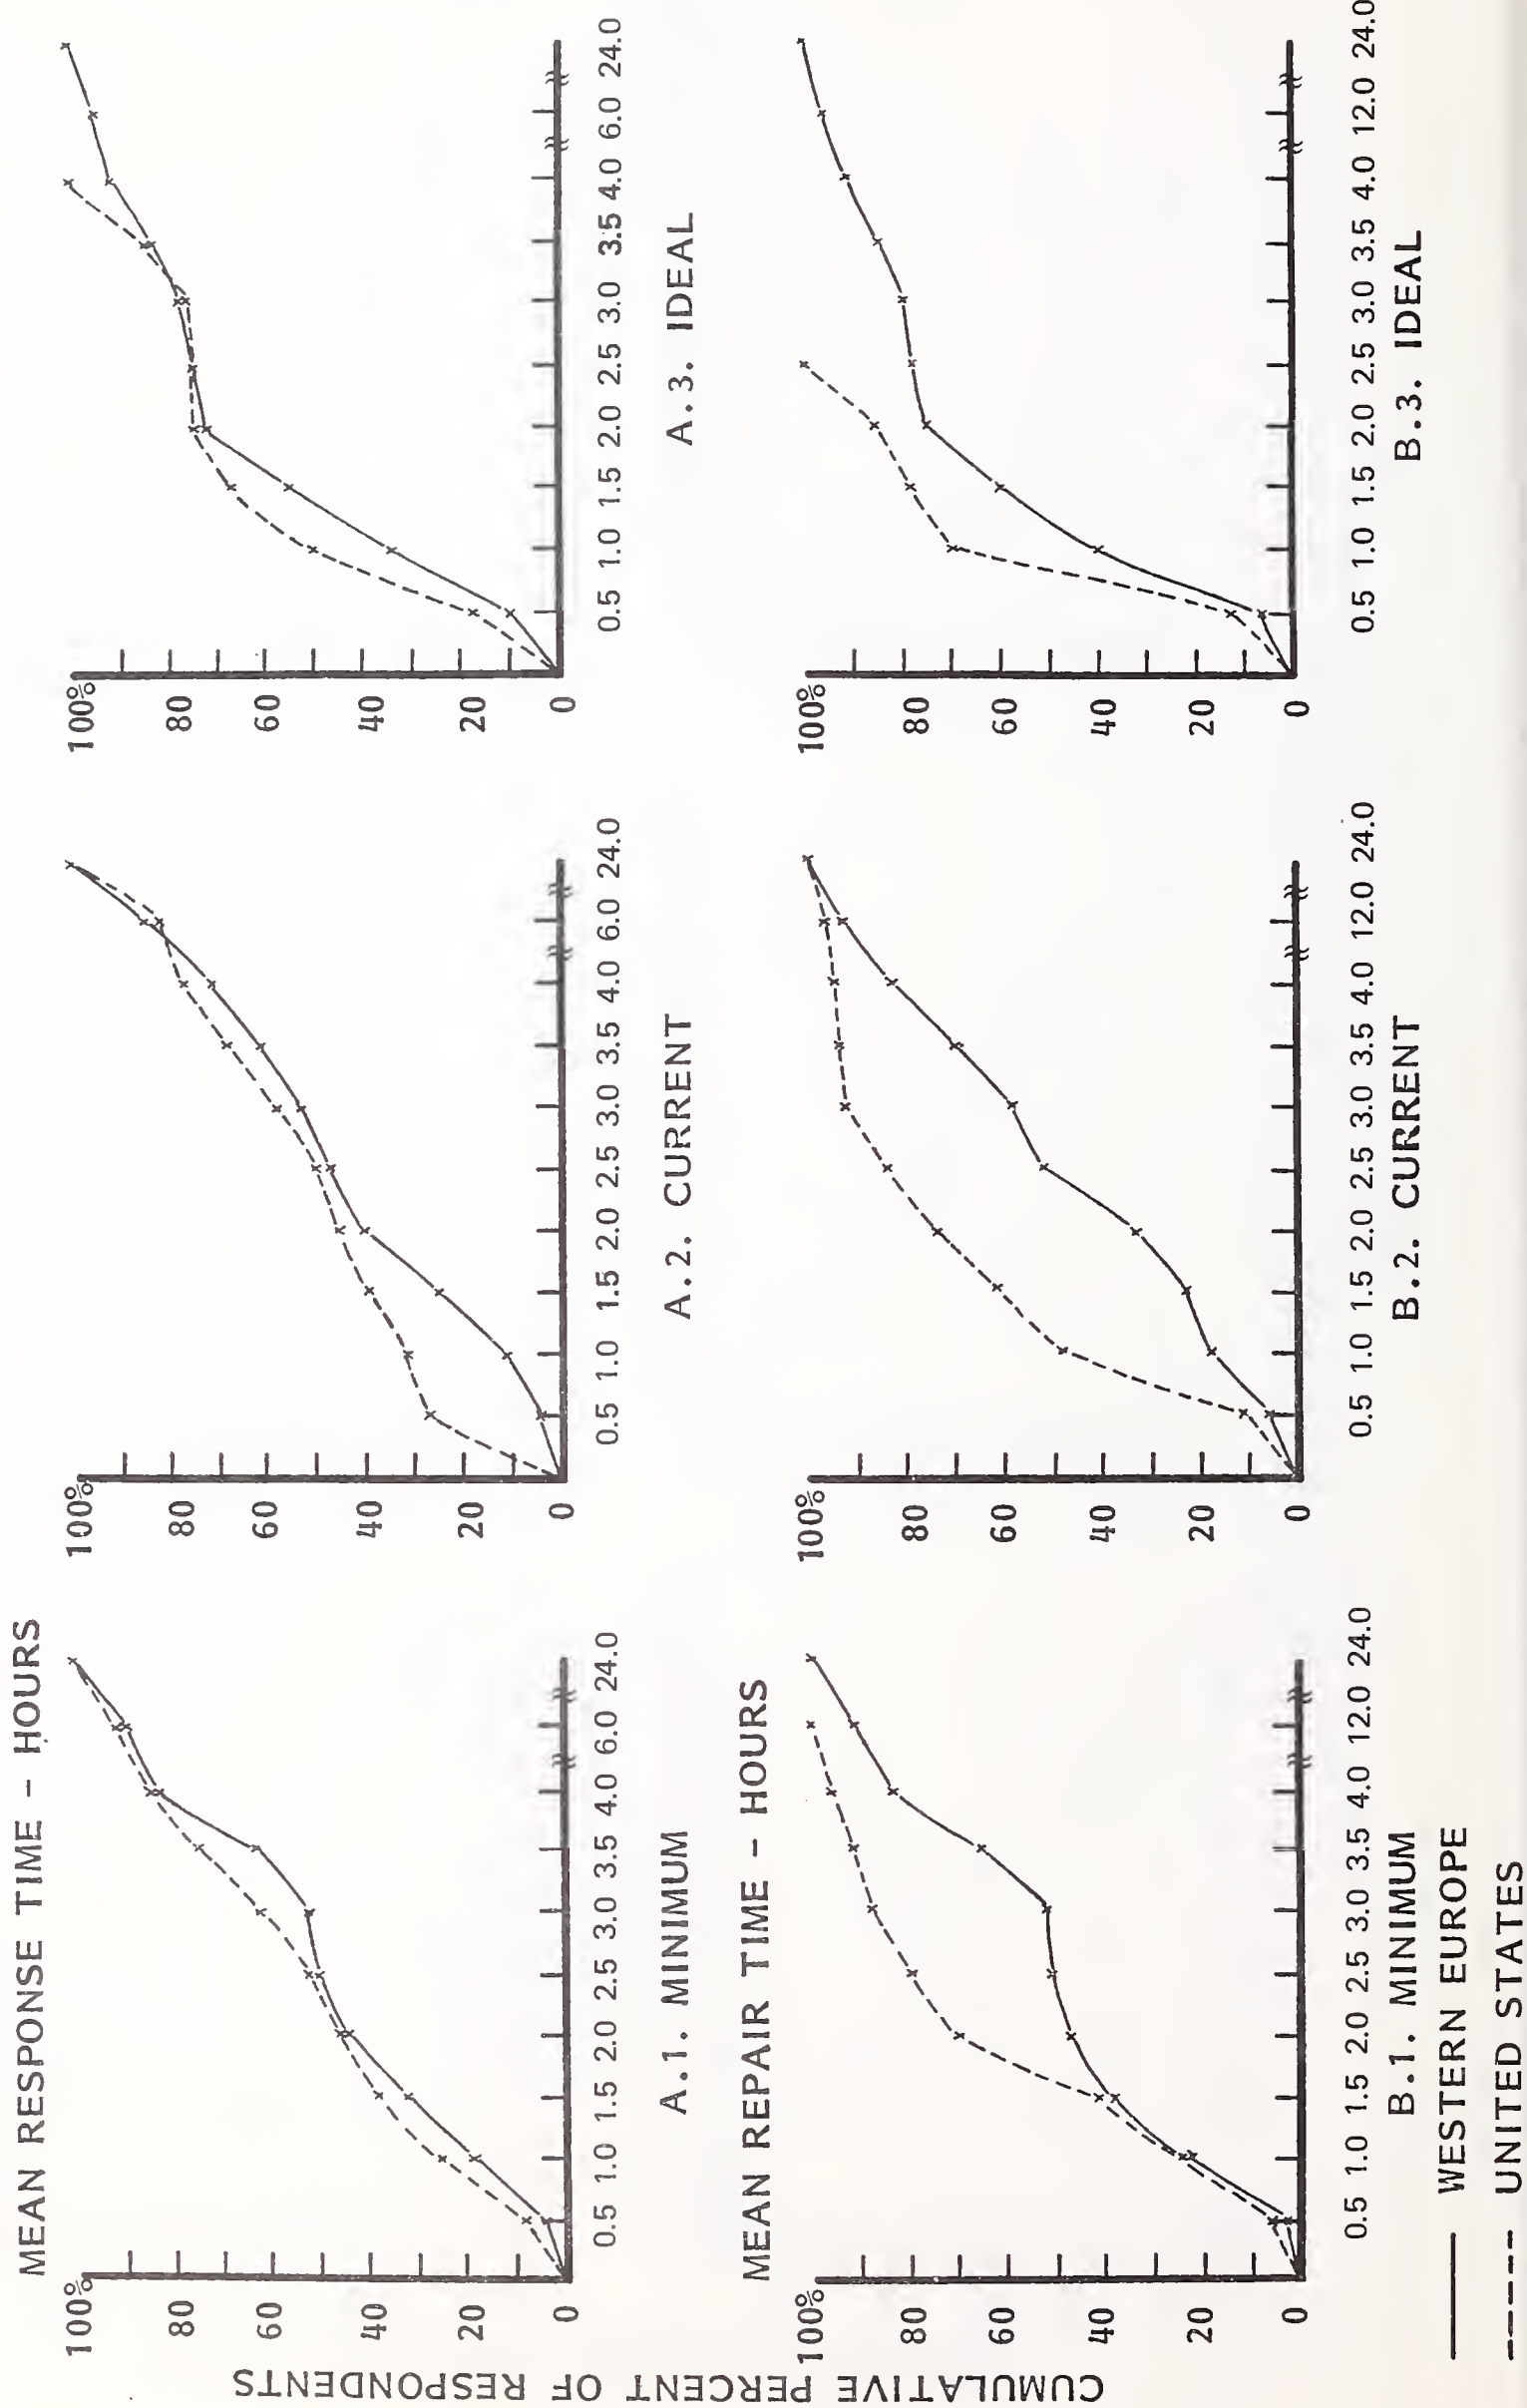 MEAN RESPONSE TIME - HOURS
CUMULATIVE PERCENT OF RESPONDENTS
100%
80
60
40
20
0
0.5 1.0 1.5 2.0 2.5 3.0 3.5 4.0 6.0 24.0
A.1. MINIMUM
100%
80
60
40
20
0
0.5 1.0 1.5 2.0 2.5 3.0 3.5 4.0 6.0 24.0
A.2. CURRENT
100%
80
60
40
20
0
0.5 1.0 1.5 2.0 2.5 3.0 3.5 4.0 6.0 24.0
A.3. IDEAL
MEAN REPAIR TIME - HOURS
100%
80
60
40
20
0
0.5 1.0 1.5 2.0 2.5 3.0 3.5 4.0 12.0 24.0
B.1. MINIMUM
100%
80
60
40
20
0
0.5 1.0 1.5 2.0 2.5 3.0 3.5 4.0 12.0 24.0
B.2. CURRENT
100%
80
60
40
20
0
0.5 1.0 1.5 2.0 2.5 3.0 3.5 4.0 12.0 24.0
B.3. IDEAL
WESTERN EUROPE
UNITED STATES